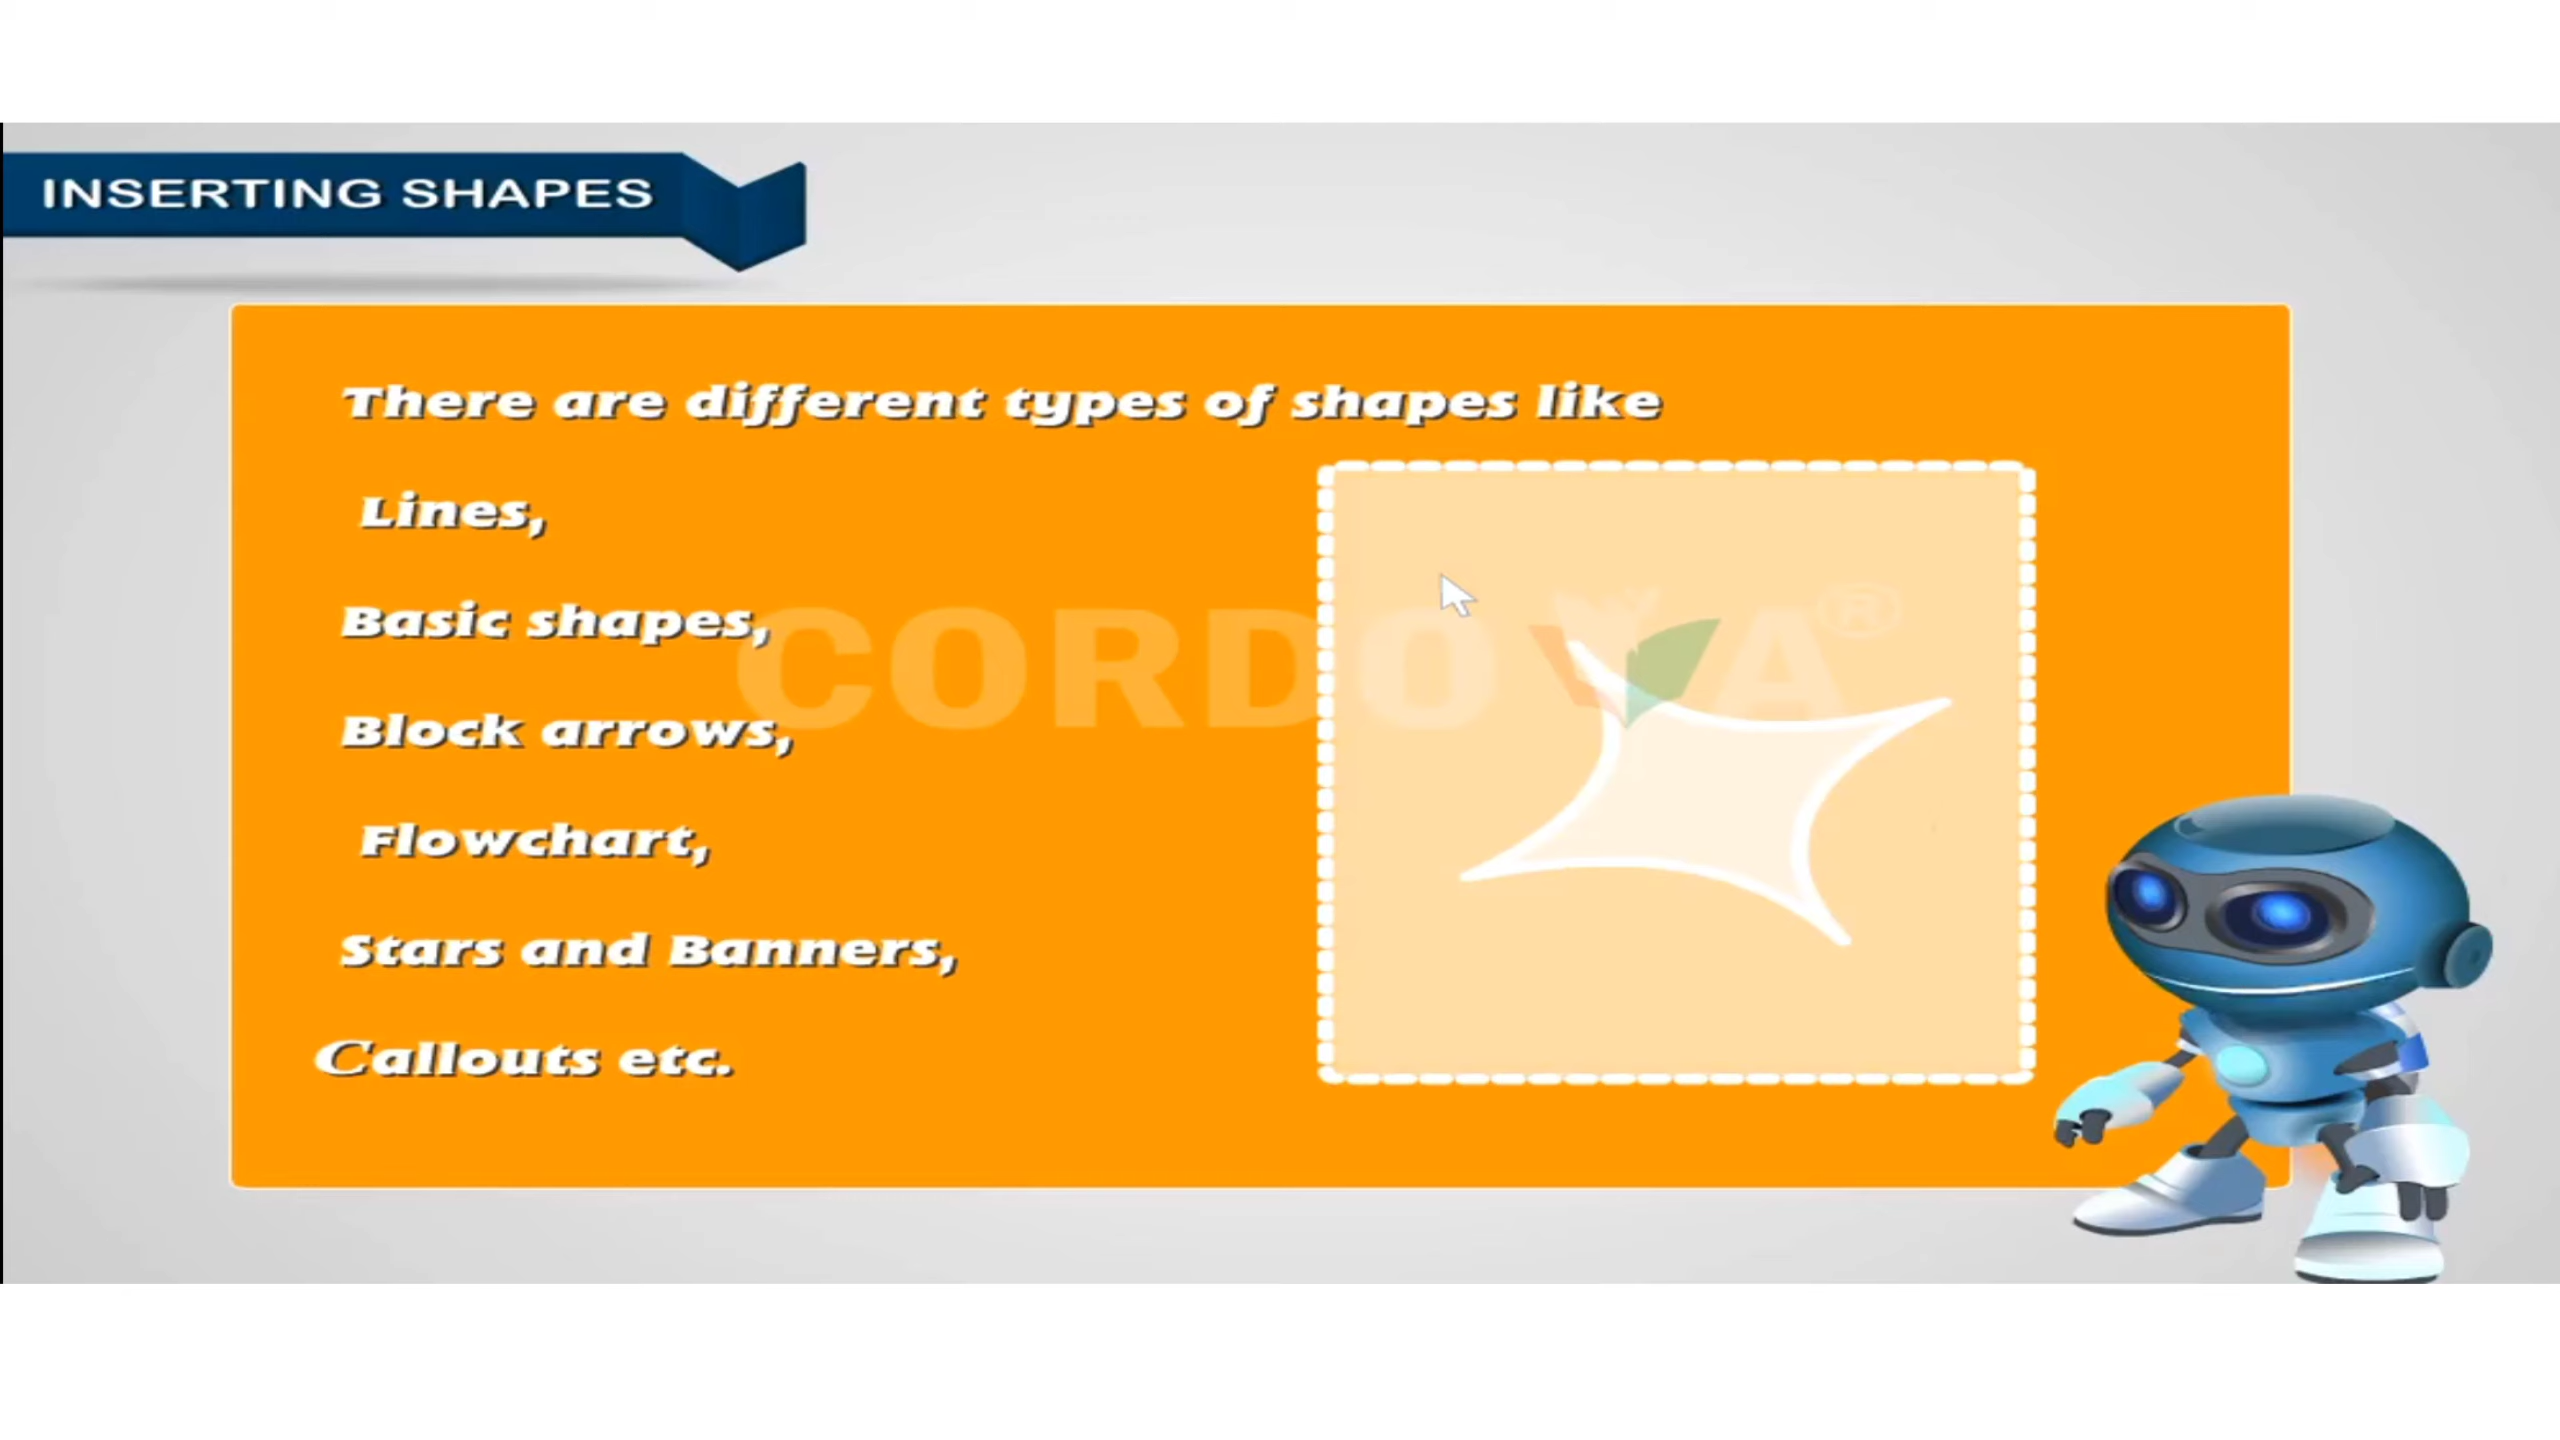 INSERTING SHAPES
There are different types of shapes like
Lines,
Basic shapes,
Block arrows,
Flowchart,
Stars and Banners,
Callouts etc.
CORDOVA®